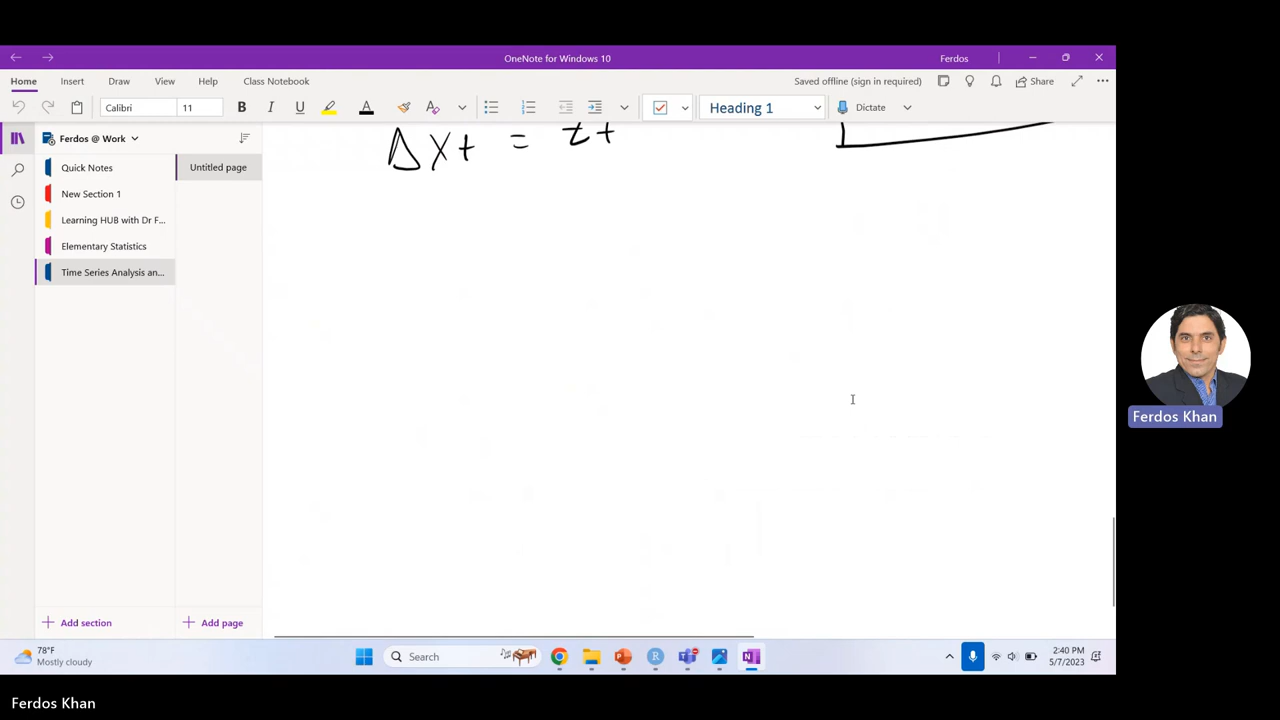 OneNote for Windows 10
Ferdos
Home Insert Draw View Help Class Notebook
Saved offline (sign in required) Share
Calibri 11 B I U A A Heading 1 Dictate
Ferdos @ Work
Untitled page
Quick Notes
New Section 1
Learning HUB with Dr F...
Elementary Statistics
Time Series Analysis an...
Δ Xt = Zt
Ferdos Khan
Add section
Add page
78°F
Mostly cloudy
Search
2:40 PM
5/7/2023
Ferdos Khan